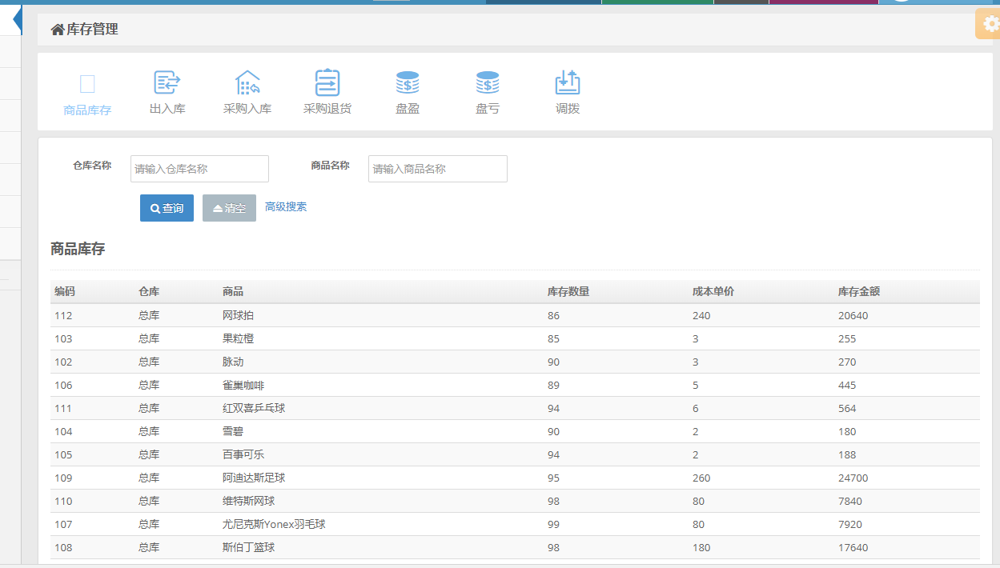 库存管理
商品库存 出入库 采购入库 采购退货 盘盈 盘亏 调拨
仓库名称 请输入仓库名称 商品名称 请输入商品名称
查询 清空 高级搜索
商品库存
编码 仓库 商品 库存数量 成本单价 库存金额
112 总库 网球拍 86 240 20640
103 总库 果粒橙 85 3 255
102 总库 脉动 90 3 270
106 总库 雀巢咖啡 89 5 445
111 总库 红双喜乒乓球 94 6 564
104 总库 雪碧 90 2 180
105 总库 百事可乐 94 2 188
109 总库 阿迪达斯足球 95 260 24700
110 总库 维特斯网球 98 80 7840
107 总库 尤尼克斯Yonex羽毛球 99 80 7920
108 总库 斯伯丁篮球 98 180 17640